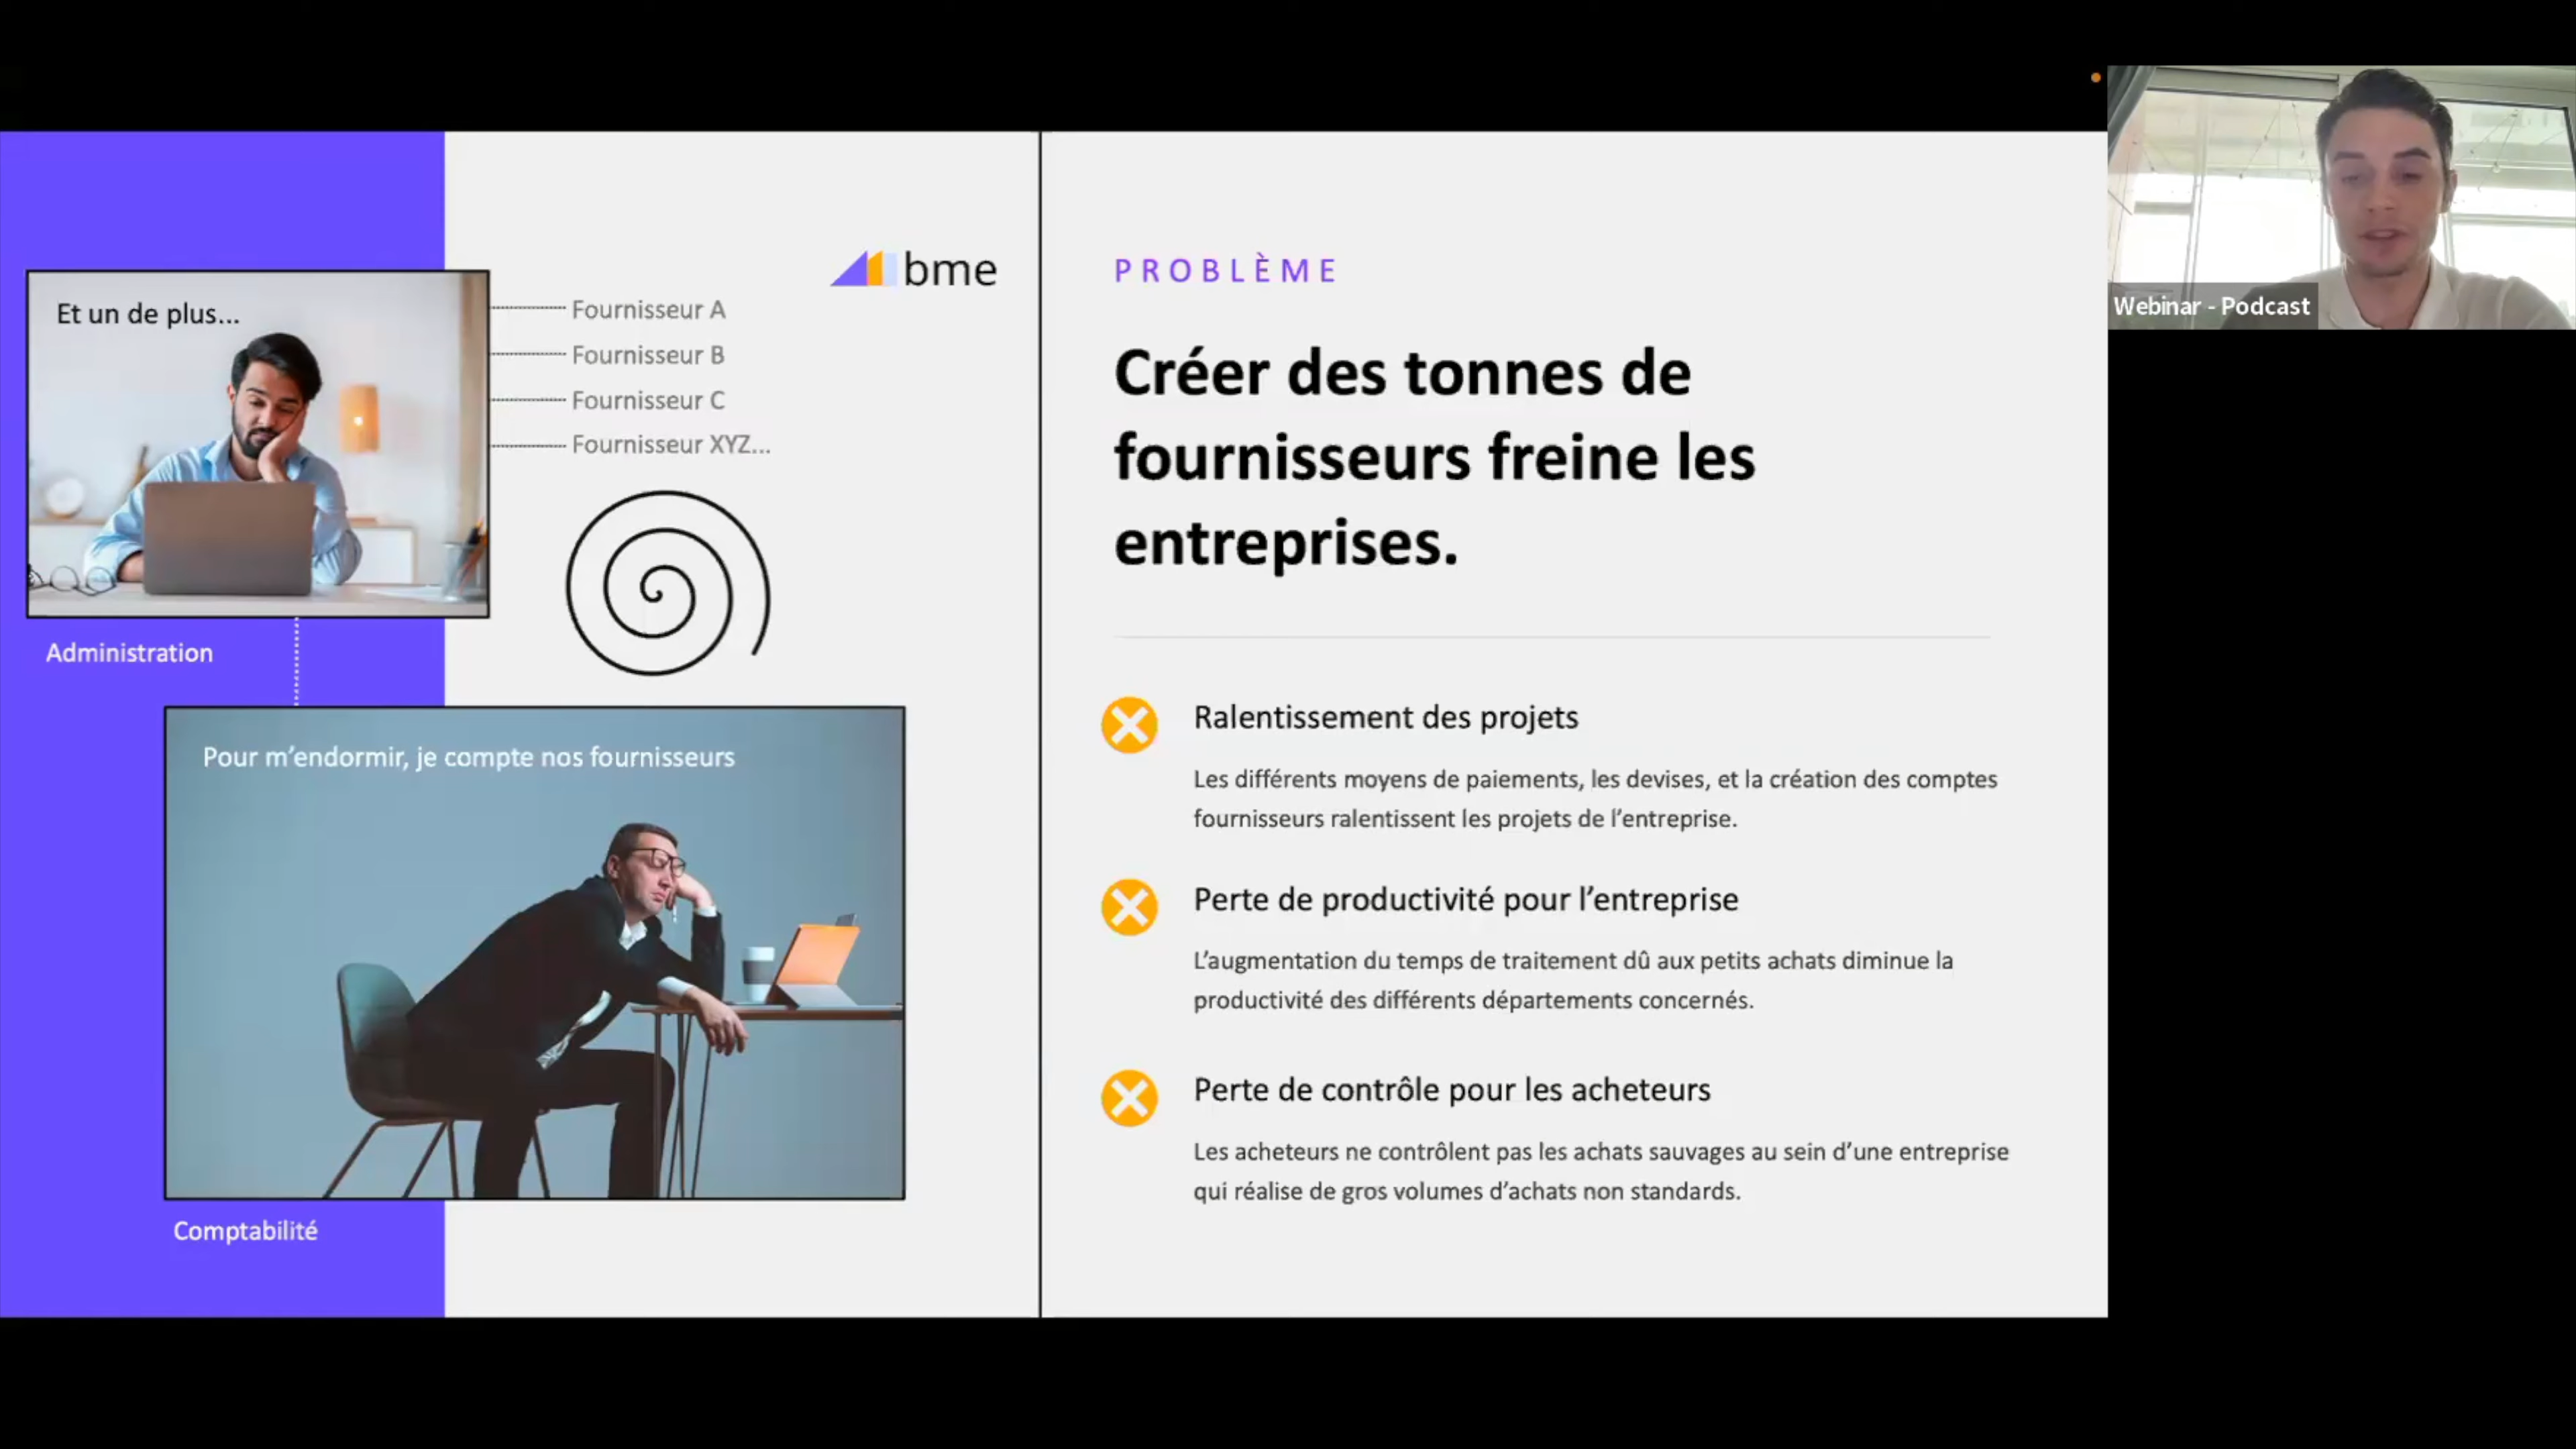 bme
Et un de plus...
Fournisseur A
Fournisseur B
Fournisseur C
Fournisseur XYZ...
Administration
Pour m’endormir, je compte nos fournisseurs
Comptabilité
PROBLÈME
Créer des tonnes de
fournisseurs freine les
entreprises.
Ralentissement des projets
Les différents moyens de paiements, les devises, et la création des comptes
fournisseurs ralentissent les projets de l’entreprise.
Perte de productivité pour l’entreprise
L’augmentation du temps de traitement dû aux petits achats diminue la
productivité des différents départements concernés.
Perte de contrôle pour les acheteurs
Les acheteurs ne contrôlent pas les achats sauvages au sein d’une entreprise
qui réalise de gros volumes d’achats non standards.
Webinar - Podcast